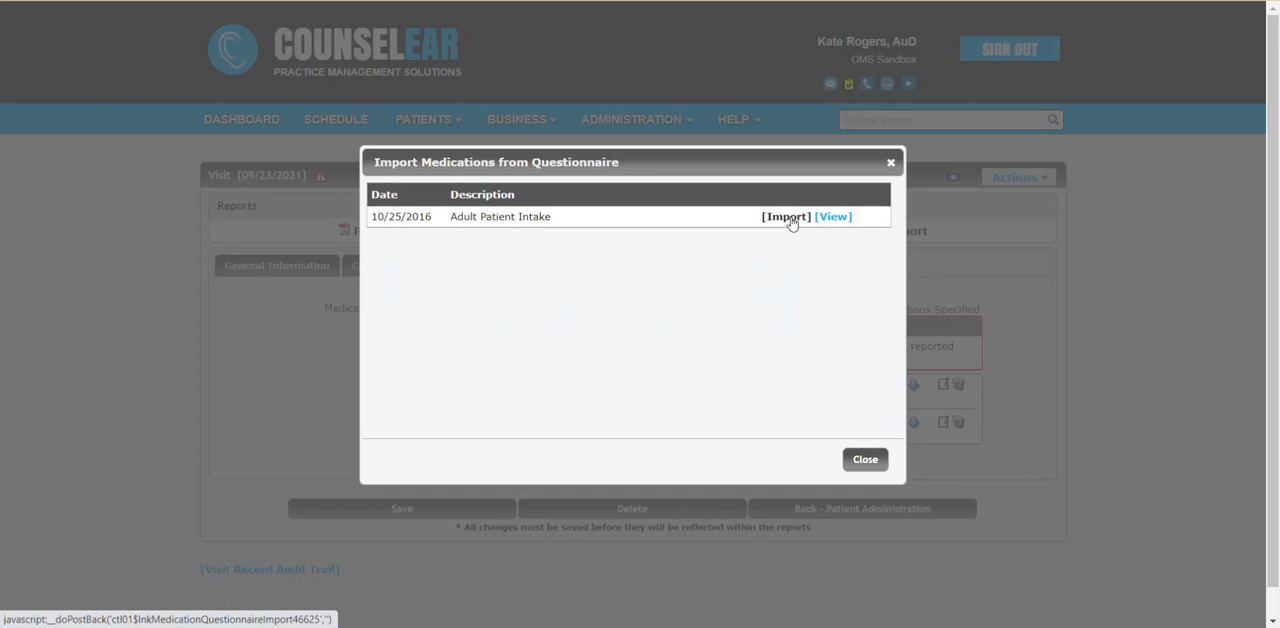 COUNSELEAR
PRACTICE MANAGEMENT SOLUTIONS
Kate Rogers, AuD
OMS Sandbox
SIGN OUT
DASHBOARD SCHEDULE PATIENTS BUSINESS ADMINISTRATION HELP
Patient Search
Import Medications from Questionnaire
Visit [09/23/2021]
Actions
Date Description
Reports
10/25/2016 Adult Patient Intake [Import] [View]
General Information
reported
Close
Save Delete Back - Patient Administration
* All changes must be saved before they will be reflected within the reports
[Visit Record Audit Trail]
javascript:__doPostBack('ctl01$lnkMedicationQuestionnaireImport46625','')